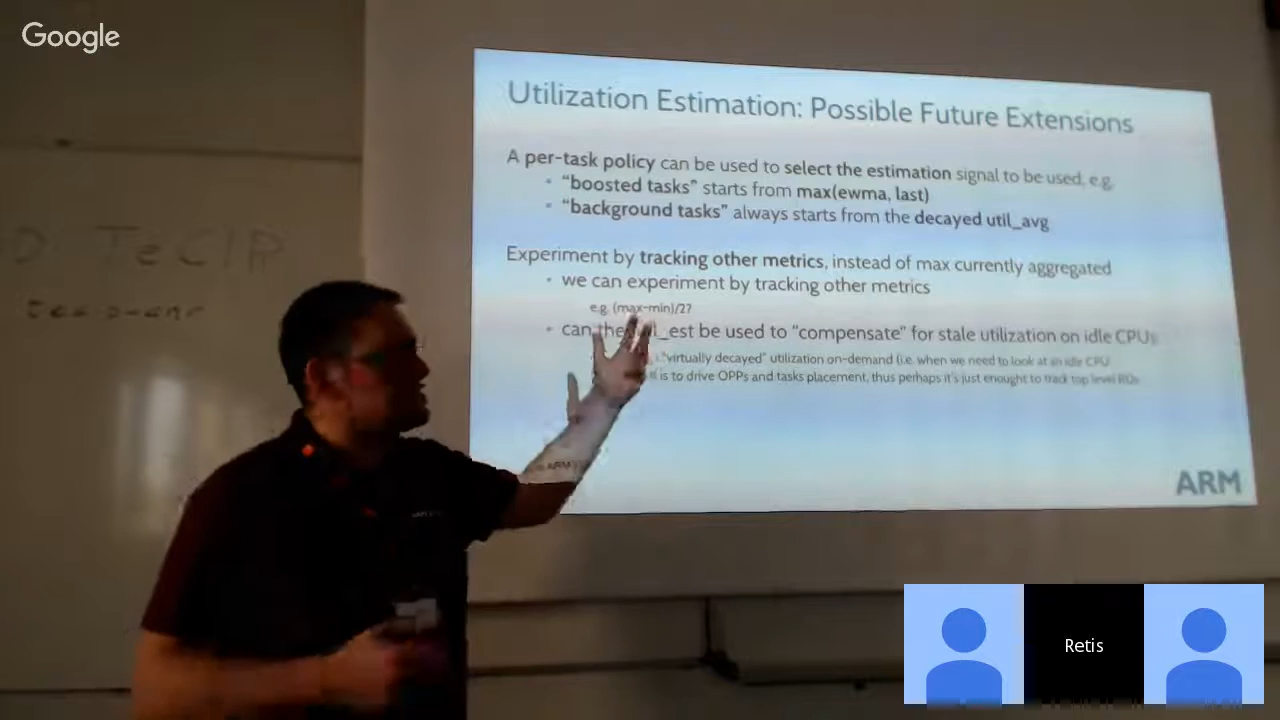 Google
Utilization Estimation: Possible Future Extensions
A per-task policy can be used to select the estimation signal to be used, e.g.
• "boosted tasks" starts from max(ewma, last)
• "background tasks" always starts from the decayed util_avg
Experiment by tracking other metrics, instead of max currently aggregated
• we can experiment by tracking other metrics
e.g. (max-min)/2?
• can the _est be used to "compensate" for stale utilization on idle CPUs
"virtually decayed" utilization on-demand (i.e. when we need to look at an idle CPU
is to drive OPPs and tasks placement, thus perhaps it's just enought to track top level RQs
ARM
TeCIP
Retis